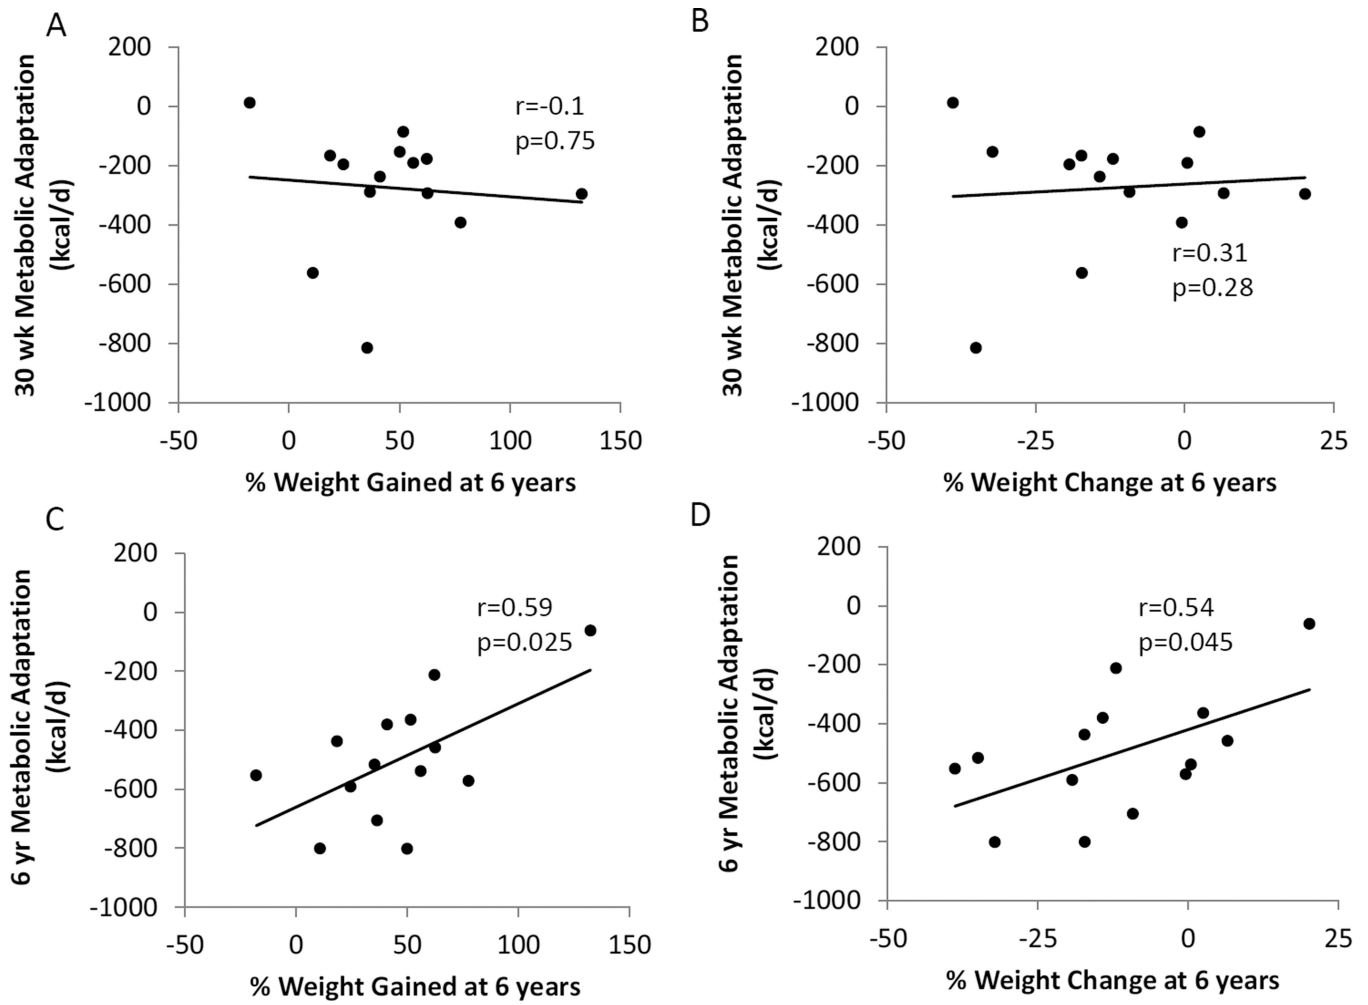 A
30 wk Metabolic Adaptation
(kcal/d)
200
0
-200
-400
-600
-800
-1000
r=-0.1
p=0.75
-50
0
50
100
150
% Weight Gained at 6 years
B
30 wk Metabolic Adaptation
(kcal/d)
200
0
-200
-400
-600
-800
-1000
r=0.31
p=0.28
-50
-25
0
25
% Weight Change at 6 years
C
6 yr Metabolic Adaptation
(kcal/d)
200
0
-200
-400
-600
-800
-1000
r=0.59
p=0.025
-50
0
50
100
150
% Weight Gained at 6 years
D
6 yr Metabolic Adaptation
(kcal/d)
200
0
-200
-400
-600
-800
-1000
r=0.54
p=0.045
-50
-25
0
25
% Weight Change at 6 years